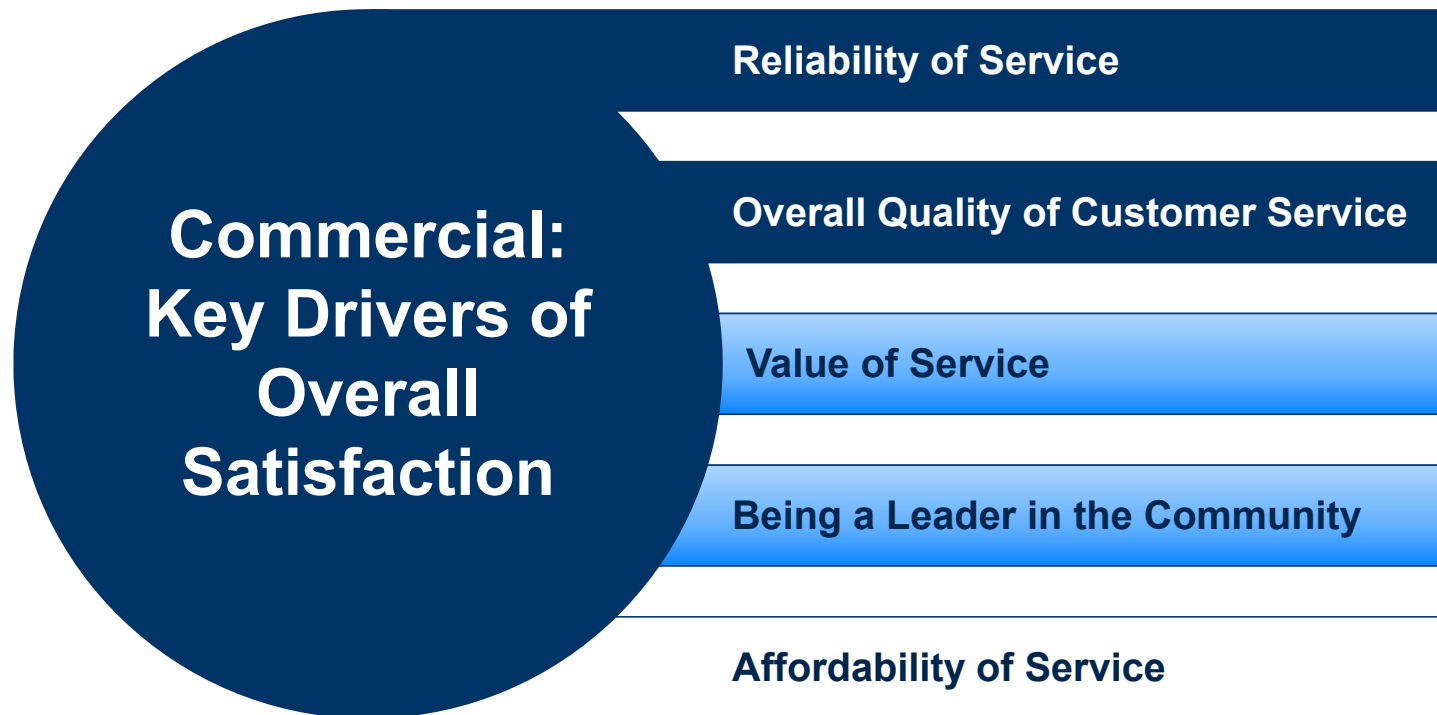 Commercial:
Key Drivers of
Overall
Satisfaction
Reliability of Service
Overall Quality of Customer Service
Value of Service
Being a Leader in the Community
Affordability of Service